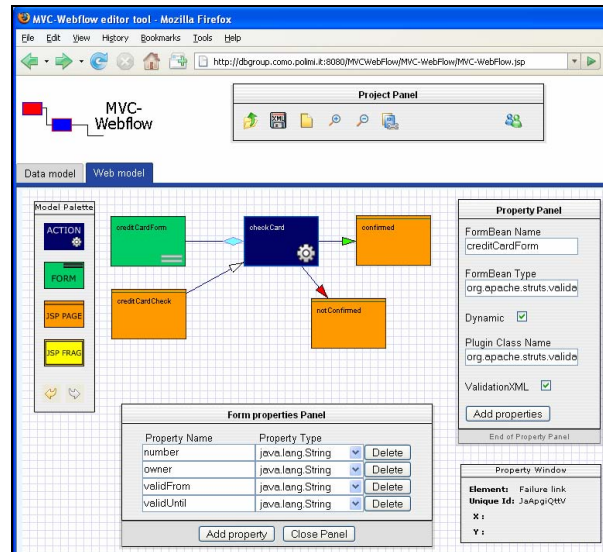 MVC-Webflow editor tool - Mozilla Firefox
File Edit View History Bookmarks Tools Help
http://dbgroup.como.polimi.it:8080/MVCWebFlow/MVC-WebFlow/MVC-WebFlow.jsp
Project Panel
MVC-
Webflow
XML
Data model
Web model
Model Palette
ACTION
FORM
JSP PAGE
JSP FRAG
creditCardForm
checkCard
confirmed
creditCardCheck
notConfirmed
Property Panel
FormBean Name
creditCardForm
FormBean Type
org.apache.struts.valida
Dynamic
Plugin Class Name
org.apache.struts.valida
ValidationXML
Add properties
End of Property Panel
Form properties Panel
Property Name Property Type
number java.lang.String Delete
owner java.lang.String Delete
validFrom java.lang.String Delete
validUntil java.lang.String Delete
Add property Close Panel
Property Window
Element: Failure link
Unique Id: JaApgiQttV
X :
Y :